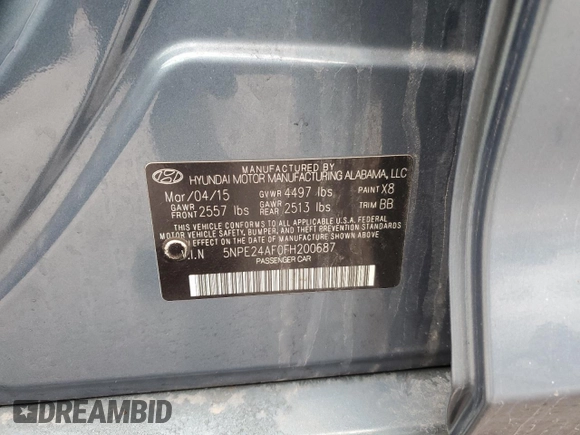 MANUFACTURED BY
HYUNDAI MOTOR MANUFACTURING ALABAMA, LLC
Mar/04/15 GVWR 4497 lbs PAINT X8
GAWR FRONT 2557 lbs GAWR REAR 2513 lbs TRIM BB
THIS VEHICLE CONFORMS TO ALL APPLICABLE U.S.A. FEDERAL
MOTOR VEHICLE SAFETY, BUMPER, AND THEFT PREVENTION STANDARDS
IN EFFECT ON THE DATE OF MANUFACTURE SHOWN ABOVE.
V.I.N 5NPE24AF0FH200687
PASSENGER CAR
DREAMBID